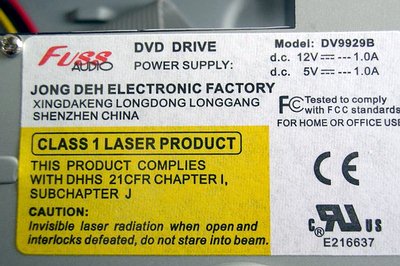 Fuss
AUDIO
DVD DRIVE
POWER SUPPLY:
Model: DV9929B
d.c. 12V⎓1.0A
d.c. 5V⎓1.0A
JONG DEH ELECTRONIC FACTORY
XINGDAKENG LONGDONG LONGGANG
SHENZHEN CHINA
FC Tested to comply
with FCC standards
FOR HOME OR OFFICE USE
CLASS 1 LASER PRODUCT
THIS PRODUCT COMPLIES
WITH DHHS 21CFR CHAPTER I,
SUBCHAPTER J
CAUTION:
Invisible laser radiation when open and
interlocks defeated, do not stare into beam.
CE
c RU US
E216637